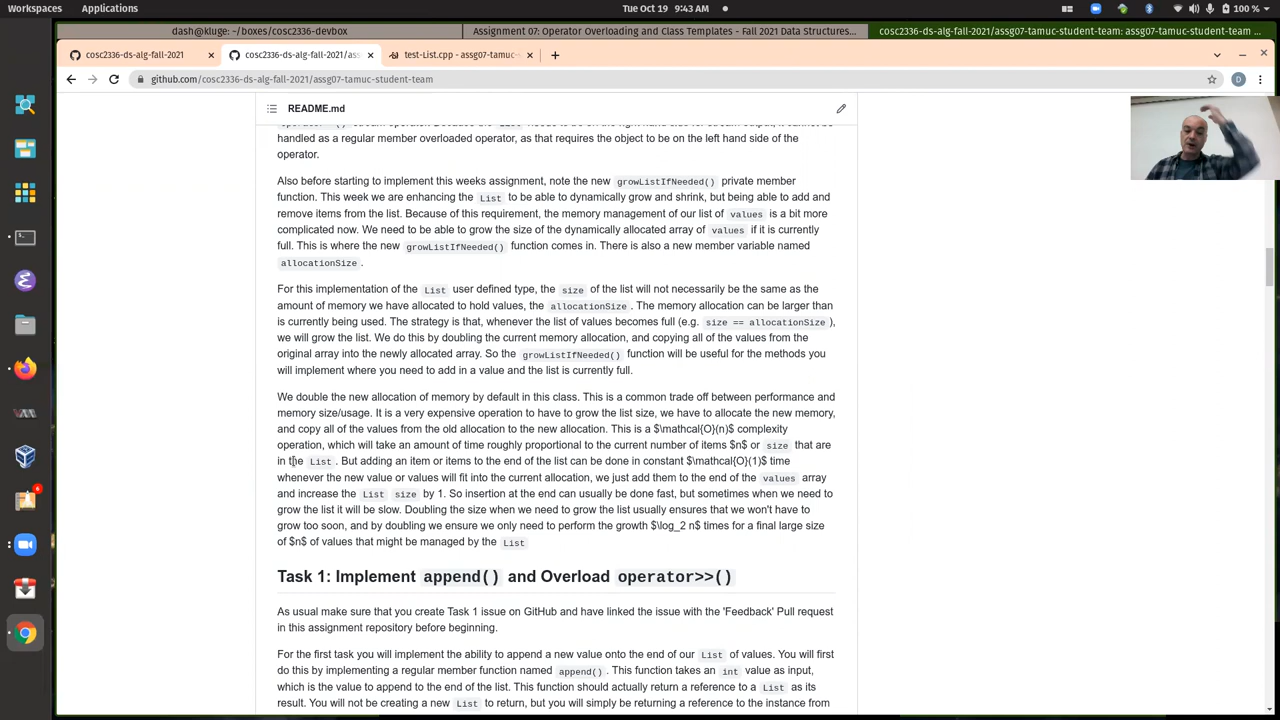 Workspaces Applications Tue Oct 19 9:43 AM 100 %
dash@kluge: ~/boxes/cosc2336-devbox
Assignment 07: Operator Overloading and Class Templates - Fall 2021 Data Structures...
cosc2336-ds-alg-fall-2021/assg07-tamuc-student-team: assg07-tamuc-student-team ...
cosc2336-ds-alg-fall-2021
cosc2336-ds-alg-fall-2021/ass
test-List.cpp - assg07-tamuc-
github.com/cosc2336-ds-alg-fall-2021/assg07-tamuc-student-team
D
README.md
handled as a regular member overloaded operator, as that requires the object to be on the left hand side of the
operator.
Also before starting to implement this weeks assignment, note the new growListIfNeeded() private member
function. This week we are enhancing the List to be able to dynamically grow and shrink, but being able to add and
remove items from the list. Because of this requirement, the memory management of our list of values is a bit more
complicated now. We need to be able to grow the size of the dynamically allocated array of values if it is currently
full. This is where the new growListIfNeeded() function comes in. There is also a new member variable named
allocationSize .
For this implementation of the List user defined type, the size of the list will not necessarily be the same as the
amount of memory we have allocated to hold values, the allocationSize . The memory allocation can be larger than
is currently being used. The strategy is that, whenever the list of values becomes full (e.g. size == allocationSize ),
we will grow the list. We do this by doubling the current memory allocation, and copying all of the values from the
original array into the newly allocated array. So the growListIfNeeded() function will be useful for the methods you
will implement where you need to add in a value and the list is currently full.
We double the new allocation of memory by default in this class. This is a common trade off between performance and
memory size/usage. It is a very expensive operation to have to grow the list size, we have to allocate the new memory,
and copy all of the values from the old allocation to the new allocation. This is a $\mathcal{O}(n)$ complexity
operation, which will take an amount of time roughly proportional to the current number of items $n$ or size that are
in the List . But adding an item or items to the end of the list can be done in constant $\mathcal{O}(1)$ time
whenever the new value or values will fit into the current allocation, we just add them to the end of the values array
and increase the List size by 1. So insertion at the end can usually be done fast, but sometimes when we need to
grow the list it will be slow. Doubling the size when we need to grow the list usually ensures that we won't have to
grow too soon, and by doubling we ensure we only need to perform the growth $\log_2 n$ times for a final large size
of $n$ of values that might be managed by the List
Task 1: Implement append() and Overload operator>>()
As usual make sure that you create Task 1 issue on GitHub and have linked the issue with the 'Feedback' Pull request
in this assignment repository before beginning.
For the first task you will implement the ability to append a new value onto the end of our List of values. You will first
do this by implementing a regular member function named append() . This function takes an int value as input,
which is the value to append to the end of the list. This function should actually return a reference to a List as its
result. You will not be creating a new List to return, but you will simply be returning a reference to the instance from